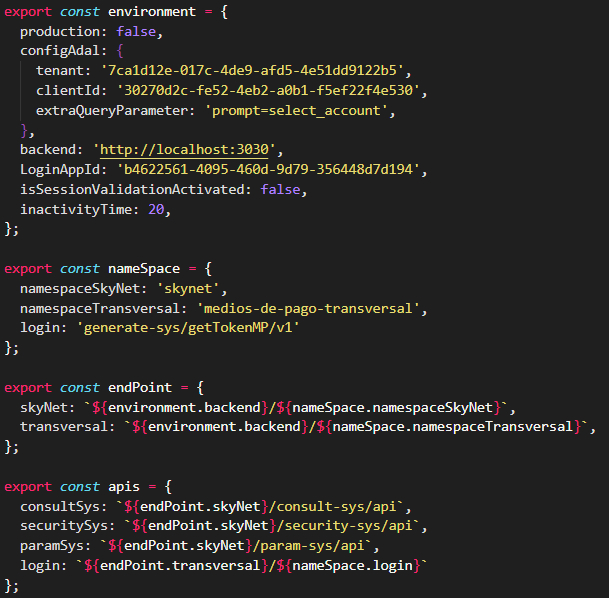 export const environment = {
  production: false,
  configAdal: {
    tenant: '7ca1d12e-017c-4de9-afd5-4e51dd9122b5',
    clientId: '30270d2c-fe52-4eb2-a0b1-f5ef22f4e530',
    extraQueryParameter: 'prompt=select_account',
  },
  backend: 'http://localhost:3030',
  LoginAppId: 'b4622561-4095-460d-9d79-356448d7d194',
  isSessionValidationActivated: false,
  inactivityTime: 20,
};

export const nameSpace = {
  namespaceSkyNet: 'skynet',
  namespaceTransversal: 'medios-de-pago-transversal',
  login: 'generate-sys/getTokenMP/v1'
};

export const endPoint = {
  skyNet: `${environment.backend}/${nameSpace.namespaceSkyNet}`,
  transversal: `${environment.backend}/${nameSpace.namespaceTransversal}`,
};

export const apis = {
  consultSys: `${endPoint.skyNet}/consult-sys/api`,
  securitySys: `${endPoint.skyNet}/security-sys/api`,
  paramSys: `${endPoint.skyNet}/param-sys/api`,
  login: `${endPoint.transversal}/${nameSpace.login}`
};